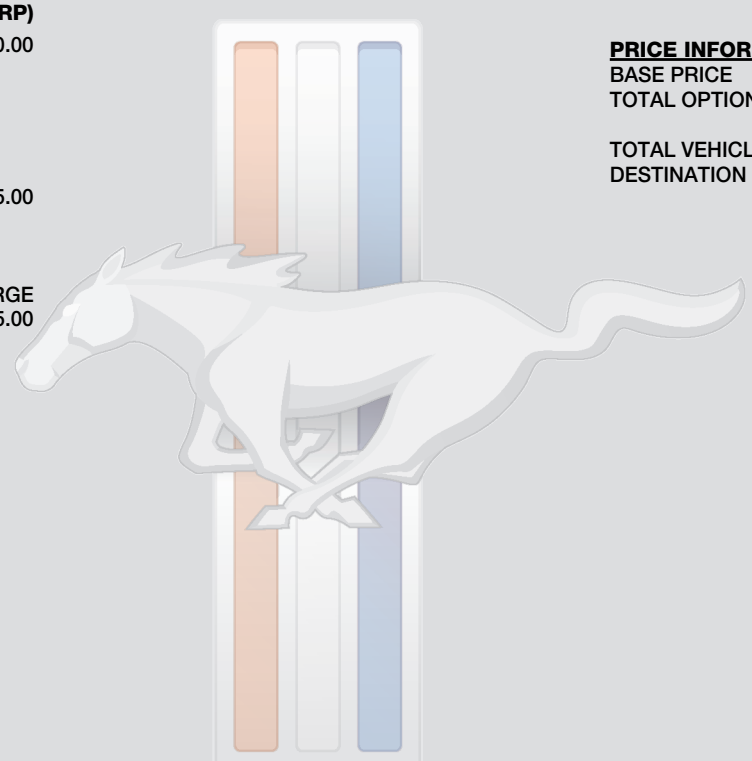 RP)
0.00
5.00
RGE
5.00
PRICE INFOR
BASE PRICE
TOTAL OPTION
TOTAL VEHICL
DESTINATION